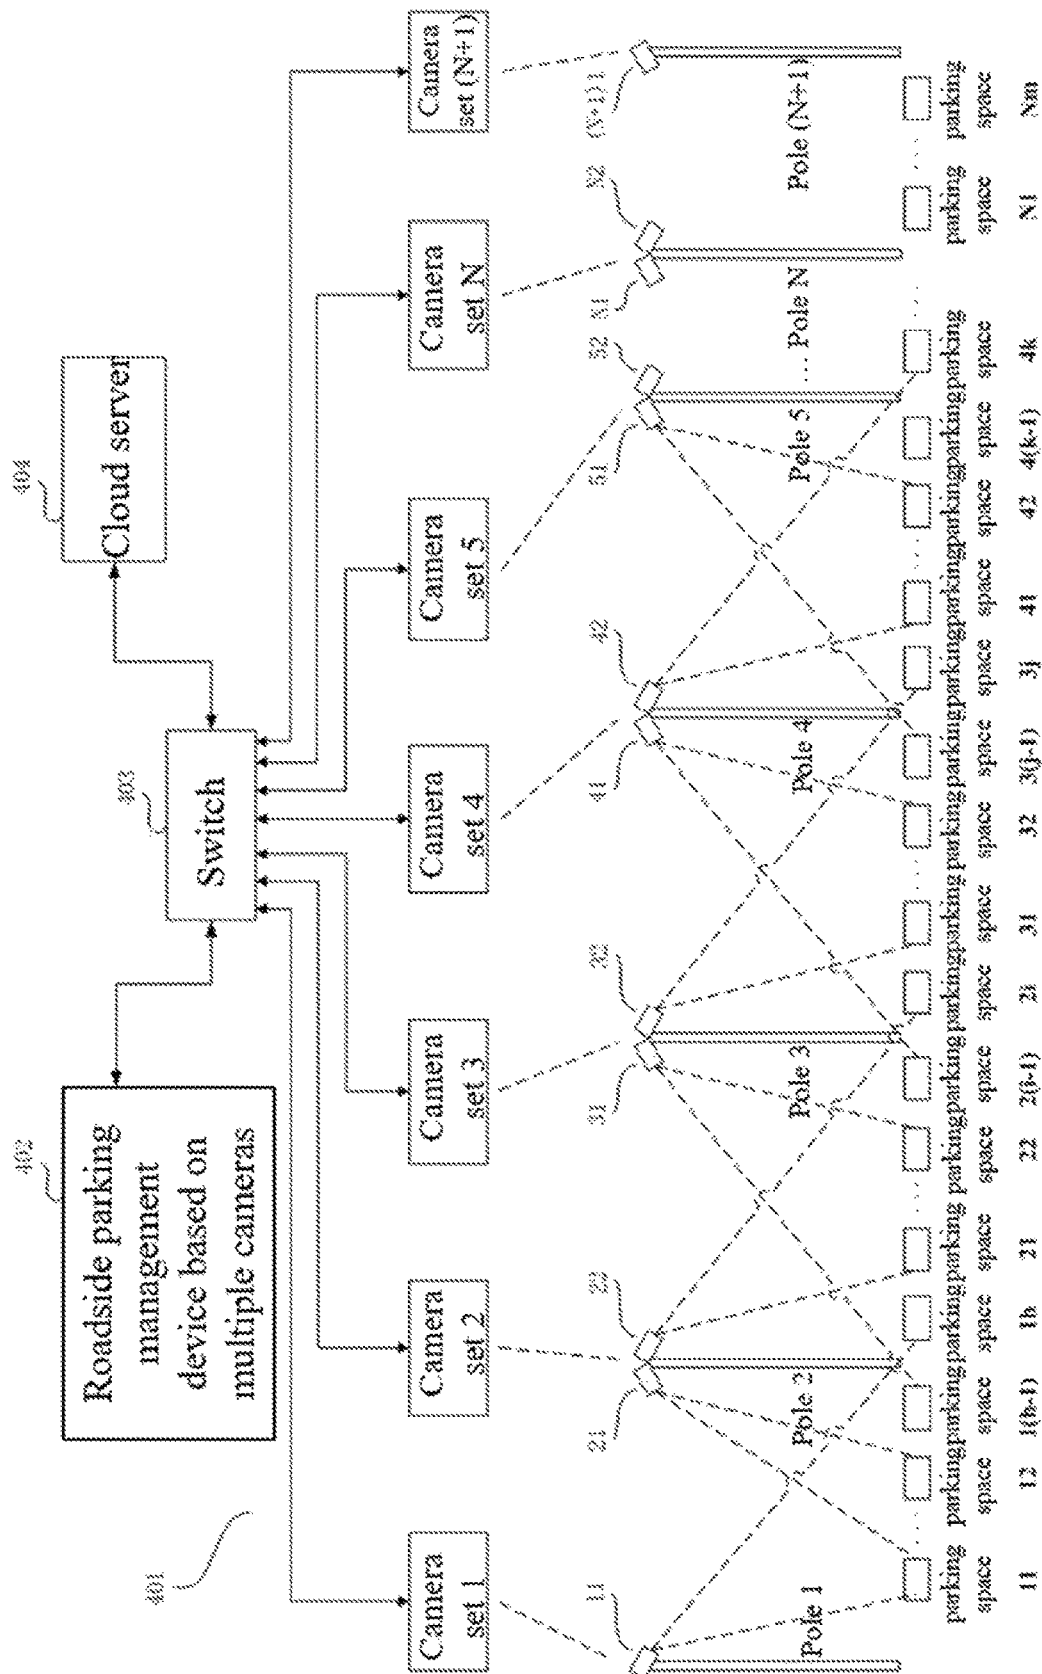 404
Cloud server
402
Roadside parking
management
device based on
multiple cameras
403
Switch
401
Camera
set 1
Camera
set 2
Camera
set 3
Camera
set 4
Camera
set 5
Camera
set N
Camera
set (N+1)
11
21
22
31
32
41
42
51
52
51
52
(N+1) 1
Pole 1
Pole 2
Pole 3
Pole 4
Pole 5
... Pole N
Pole (N+1)
parking
space
11
...
parking
space
12
parking
space
1(h-1)
parking
space
1h
parking
space
21
...
parking
space
22
parking
space
2(i-1)
parking
space
2i
parking
space
31
...
parking
space
32
parking
space
3(j-1)
parking
space
3j
parking
space
41
...
parking
space
42
parking
space
4(k-1)
parking
space
4k
...
parking
space
N1
...
parking
space
Nm